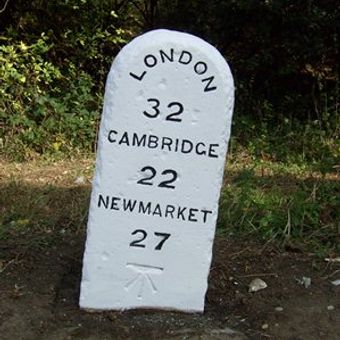 LONDON
32
CAMBRIDGE
22
NEWMARKET
27